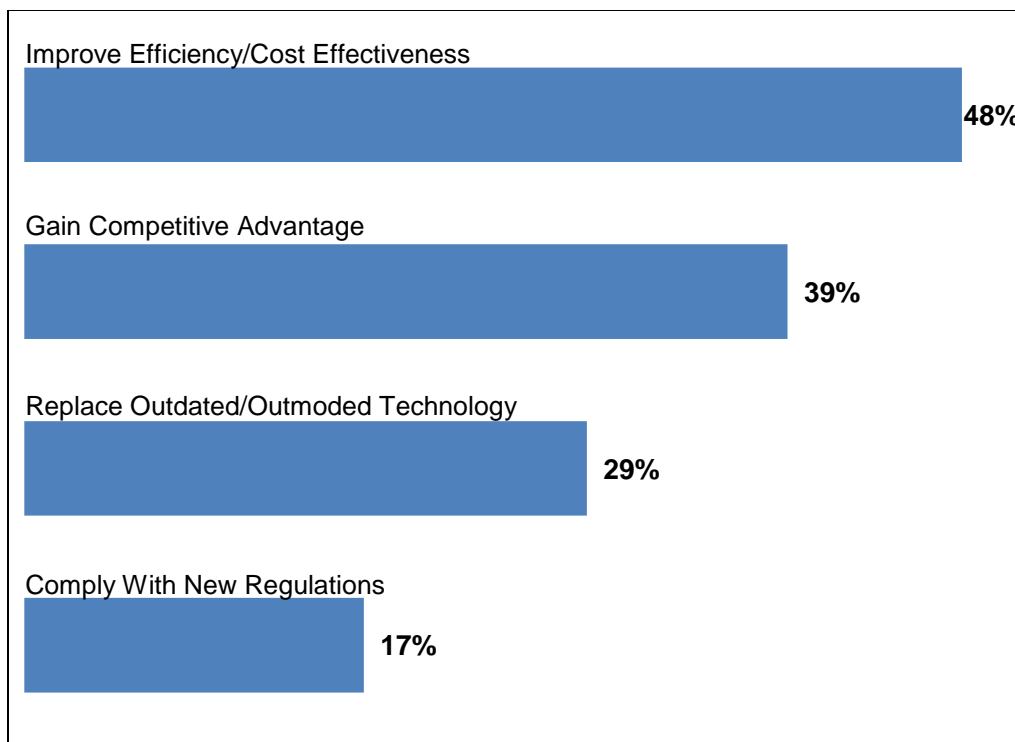 Improve Efficiency/Cost Effectiveness
48%
Gain Competitive Advantage
39%
Replace Outdated/Outmoded Technology
29%
Comply With New Regulations
17%